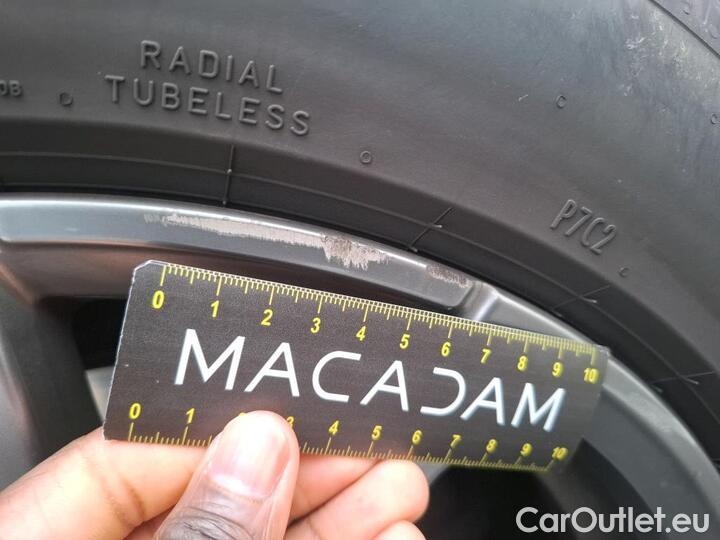 RADIAL
TUBELESS
0B
P7C2
0 1 2 3 4 5 6 7 8 9 10
MACADAM
0 1 2 3 4 5 6 7 8 9 10
CarOutlet.eu